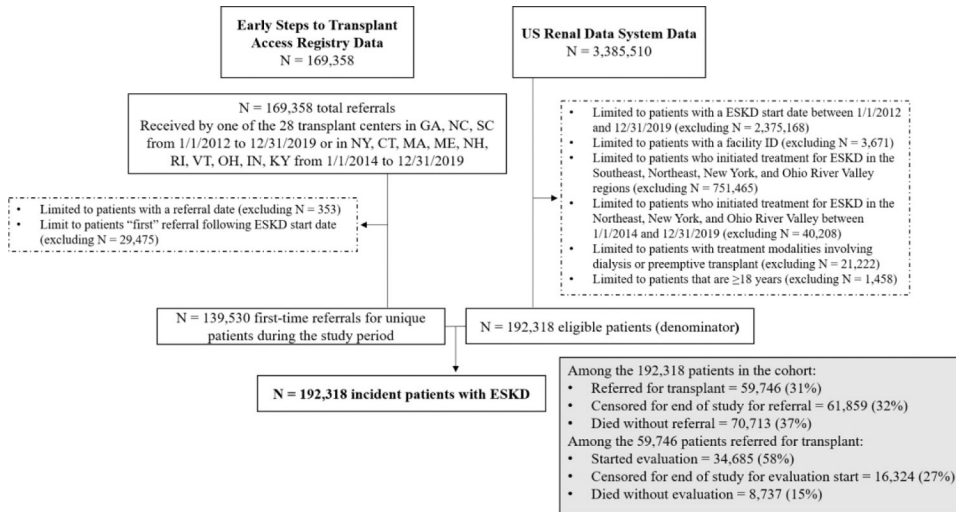 Early Steps to Transplant
Access Registry Data
N = 169,358
US Renal Data System Data
N = 3,385,510
N = 169,358 total referrals
Received by one of the 28 transplant centers in GA, NC, SC
from 1/1/2012 to 12/31/2019 or in NY, CT, MA, ME, NH,
RI, VT, OH, IN, KY from 1/1/2014 to 12/31/2019
• Limited to patients with a ESKD start date between 1/1/2012
and 12/31/2019 (excluding N = 2,375,168)
• Limited to patients with a facility ID (excluding N = 3,671)
• Limited to patients who initiated treatment for ESKD in the
Southeast, Northeast, New York, and Ohio River Valley
regions (excluding N = 751,465)
• Limited to patients who initiated treatment for ESKD in the
Northeast, New York, and Ohio River Valley between
1/1/2014 and 12/31/2019 (excluding N = 40,208)
• Limited to patients with treatment modalities involving
dialysis or preemptive transplant (excluding N = 21,222)
• Limited to patients that are ≥18 years (excluding N = 1,458)
• Limited to patients with a referral date (excluding N = 353)
• Limit to patients “first” referral following ESKD start date
(excluding N = 29,475)
N = 139,530 first-time referrals for unique
patients during the study period
N = 192,318 eligible patients (denominator)
N = 192,318 incident patients with ESKD
Among the 192,318 patients in the cohort:
• Referred for transplant = 59,746 (31%)
• Censored for end of study for referral = 61,859 (32%)
• Died without referral = 70,713 (37%)
Among the 59,746 patients referred for transplant:
• Started evaluation = 34,685 (58%)
• Censored for end of study for evaluation start = 16,324 (27%)
• Died without evaluation = 8,737 (15%)